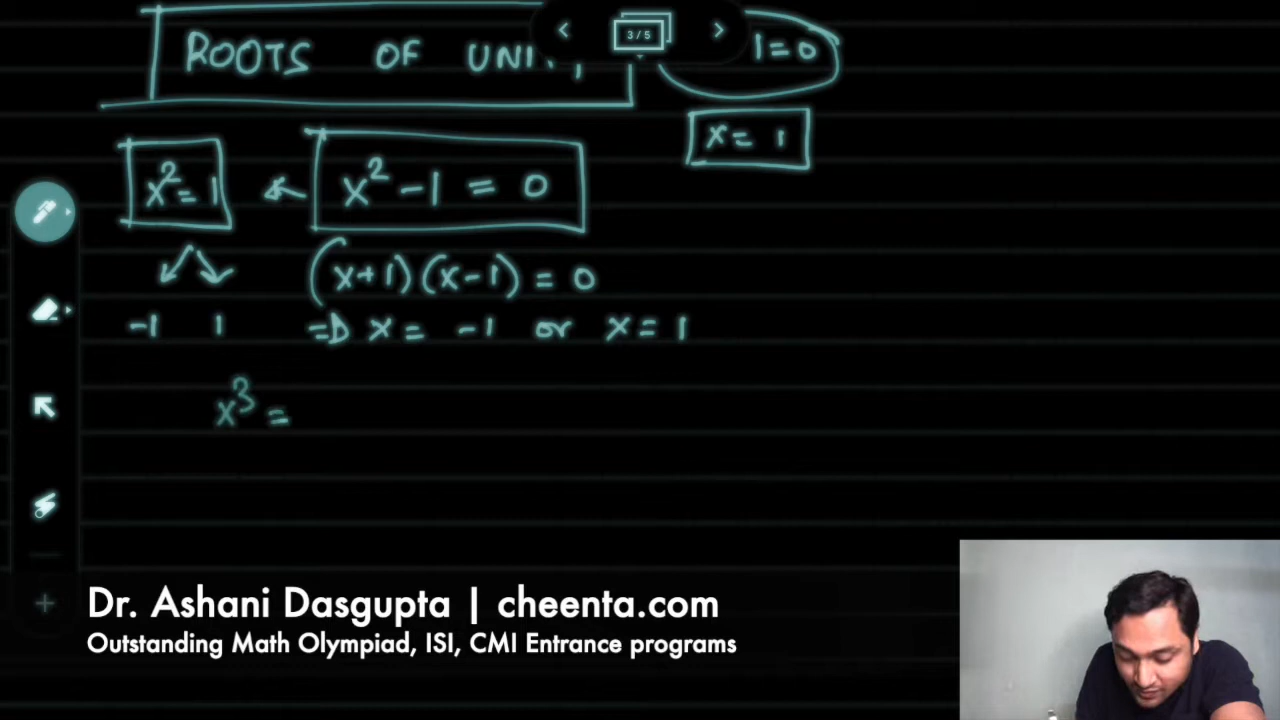 ROOTS OF
3/5
1=0
x = 1
x² = 1 ← x² - 1 = 0
(x+1)(x-1) = 0
-1 1 => x = -1 or x = 1
x³ =
Dr. Ashani Dasgupta | cheenta.com
Outstanding Math Olympiad, ISI, CMI Entrance programs